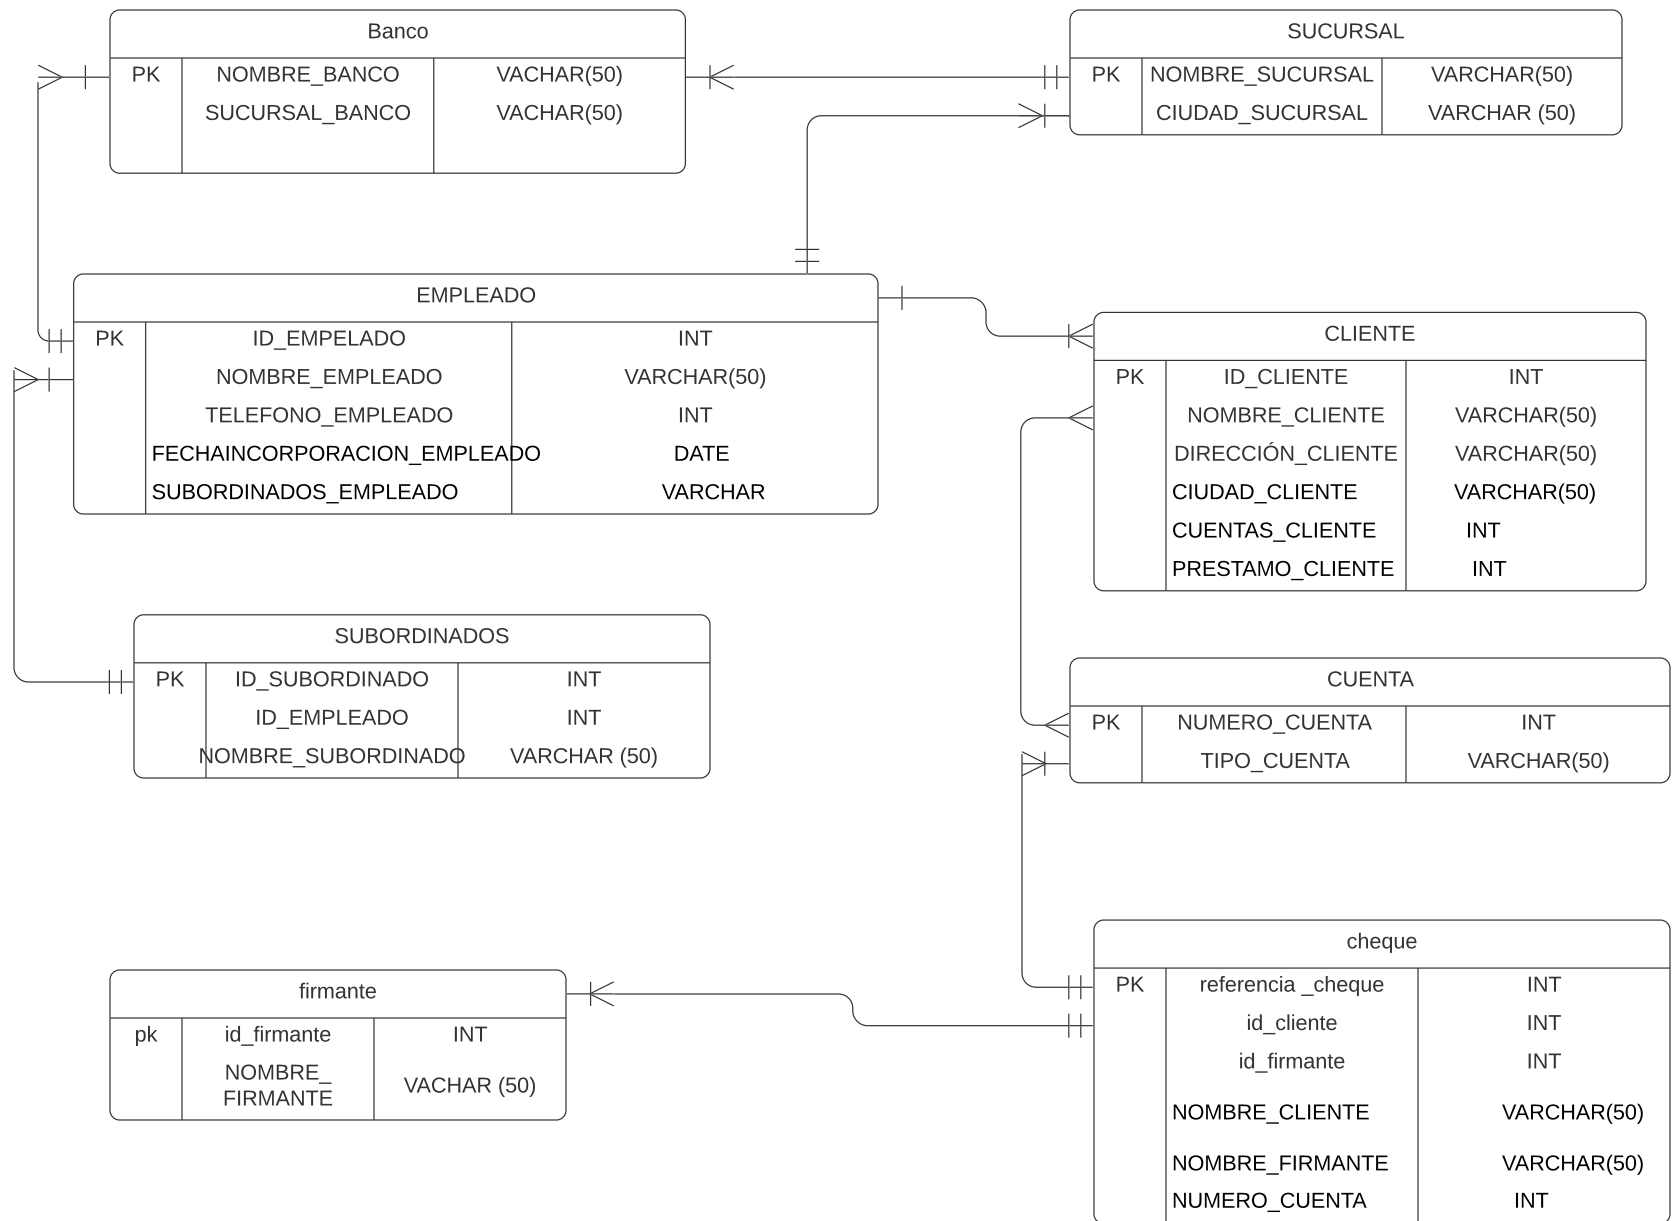 Banco
PK NOMBRE_BANCO VACHAR(50)
SUCURSAL_BANCO VACHAR(50)
SUCURSAL
PK NOMBRE_SUCURSAL VARCHAR(50)
CIUDAD_SUCURSAL VARCHAR (50)
EMPLEADO
PK ID_EMPELADO INT
NOMBRE_EMPLEADO VARCHAR(50)
TELEFONO_EMPLEADO INT
FECHAINCORPORACION_EMPLEADO DATE
SUBORDINADOS_EMPLEADO VARCHAR
CLIENTE
PK ID_CLIENTE INT
NOMBRE_CLIENTE VARCHAR(50)
DIRECCIÓN_CLIENTE VARCHAR(50)
CIUDAD_CLIENTE VARCHAR(50)
CUENTAS_CLIENTE INT
PRESTAMO_CLIENTE INT
SUBORDINADOS
PK ID_SUBORDINADO INT
ID_EMPLEADO INT
NOMBRE_SUBORDINADO VARCHAR (50)
CUENTA
PK NUMERO_CUENTA INT
TIPO_CUENTA VARCHAR(50)
firmante
pk id_firmante INT
NOMBRE_
FIRMANTE VACHAR (50)
cheque
PK referencia _cheque INT
id_cliente INT
id_firmante INT
NOMBRE_CLIENTE VARCHAR(50)
NOMBRE_FIRMANTE VARCHAR(50)
NUMERO_CUENTA INT